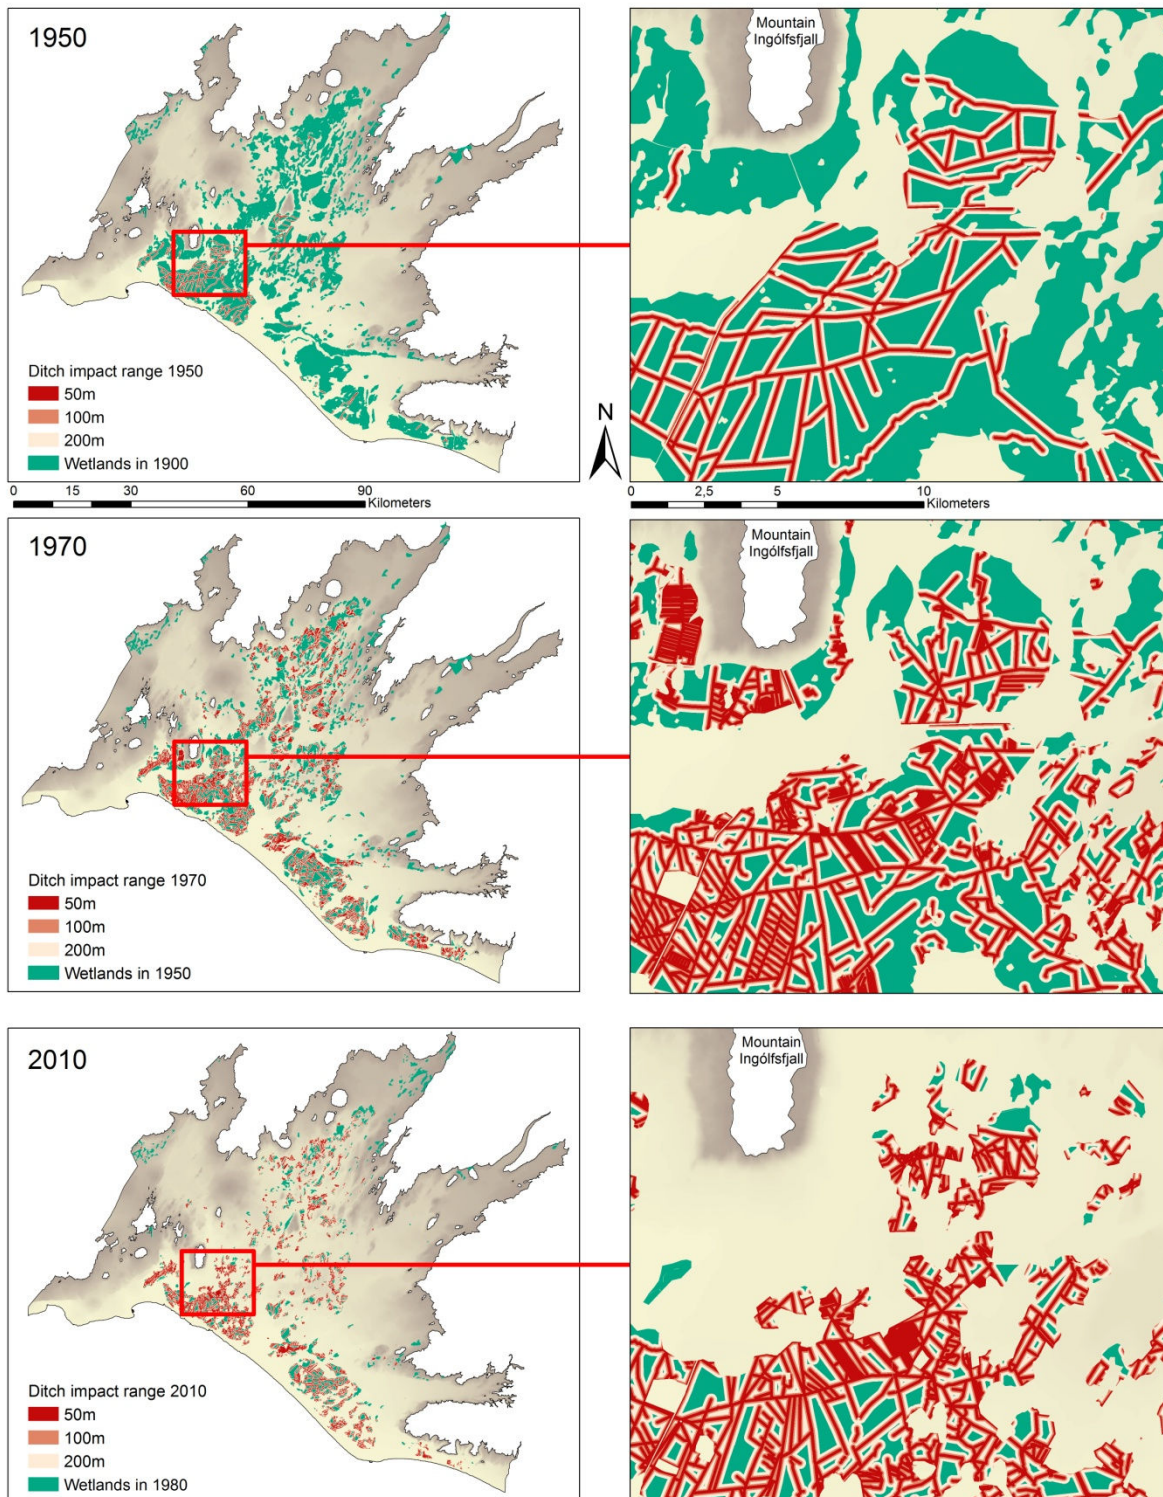 1950
Ditch impact range 1950
50m
100m
200m
Wetlands in 1900
Mountain
Ingólfsfjall
N
0 15 30 60 90
Kilometers
0 2,5 5 10
Kilometers
1970
Ditch impact range 1970
50m
100m
200m
Wetlands in 1950
Mountain
Ingólfsfjall
2010
Ditch impact range 2010
50m
100m
200m
Wetlands in 1980
Mountain
Ingólfsfjall